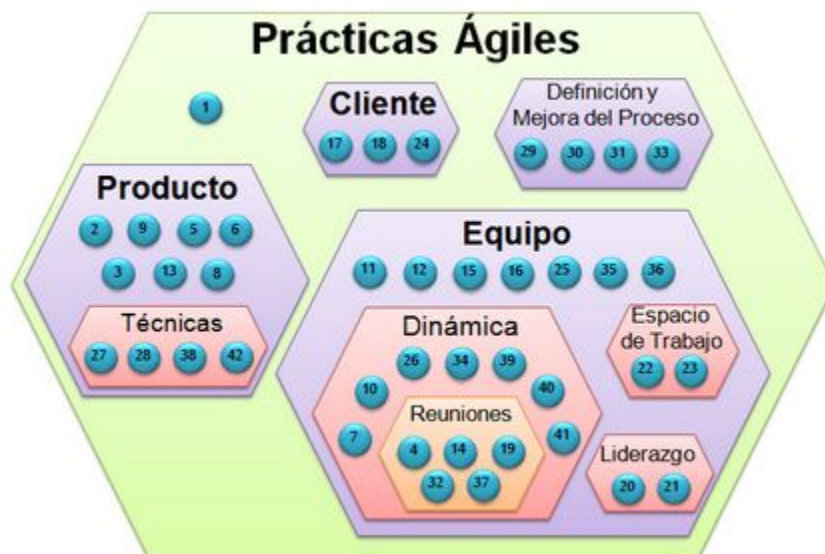 Prácticas Ágiles
1
Cliente
17 18 24
Definición y
Mejora del Proceso
29 30 31 33
Producto
2 9 5 6
3 13 8
Técnicas
27 28 38 42
Equipo
11 12 15 16 25 35 36
Dinámica
26 34 39
10 40
7 41
Reuniones
4 14 19
32 37
Espacio
de Trabajo
22 23
Liderazgo
20 21